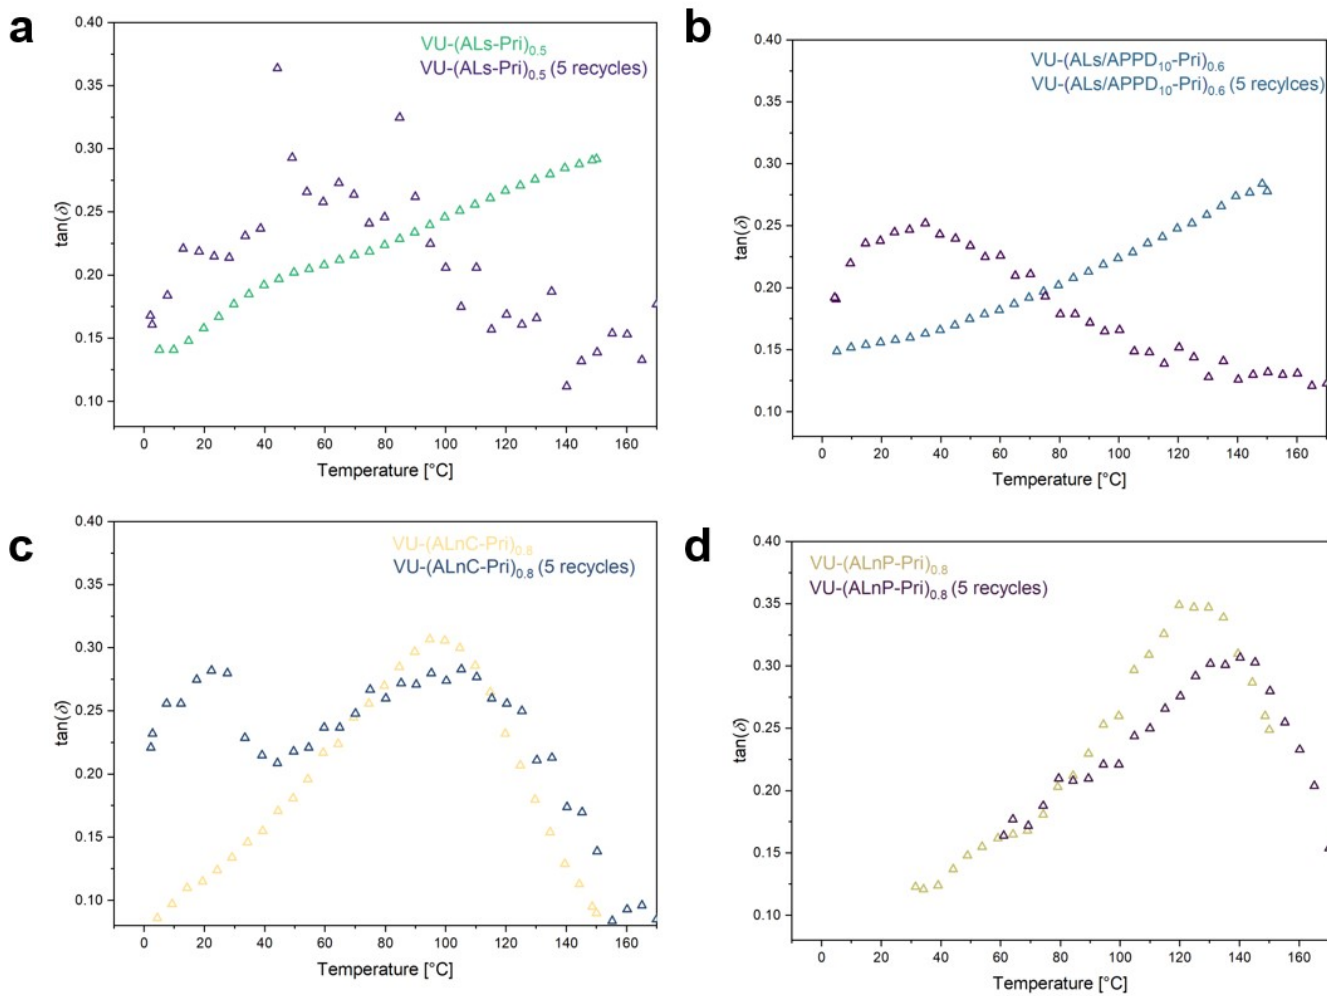 a
0.40
0.35
0.30
0.25
0.20
0.15
0.10
tan(δ)
VU-(ALs-Pri)0.5
VU-(ALs-Pri)0.5 (5 recycles)
0 20 40 60 80 100 120 140 160
Temperature [°C]
b
0.40
0.35
0.30
0.25
0.20
0.15
0.10
tan(δ)
VU-(ALs/APPD10-Pri)0.6
VU-(ALs/APPD10-Pri)0.6 (5 recylces)
0 20 40 60 80 100 120 140 160
Temperature [°C]
c
0.40
0.35
0.30
0.25
0.20
0.15
0.10
tan(δ)
VU-(ALnC-Pri)0.8
VU-(ALnC-Pri)0.8 (5 recycles)
0 20 40 60 80 100 120 140 160
Temperature [°C]
d
0.40
0.35
0.30
0.25
0.20
0.15
0.10
tan(δ)
VU-(ALnP-Pri)0.8
VU-(ALnP-Pri)0.8 (5 recycles)
0 20 40 60 80 100 120 140 160
Temperature [°C]